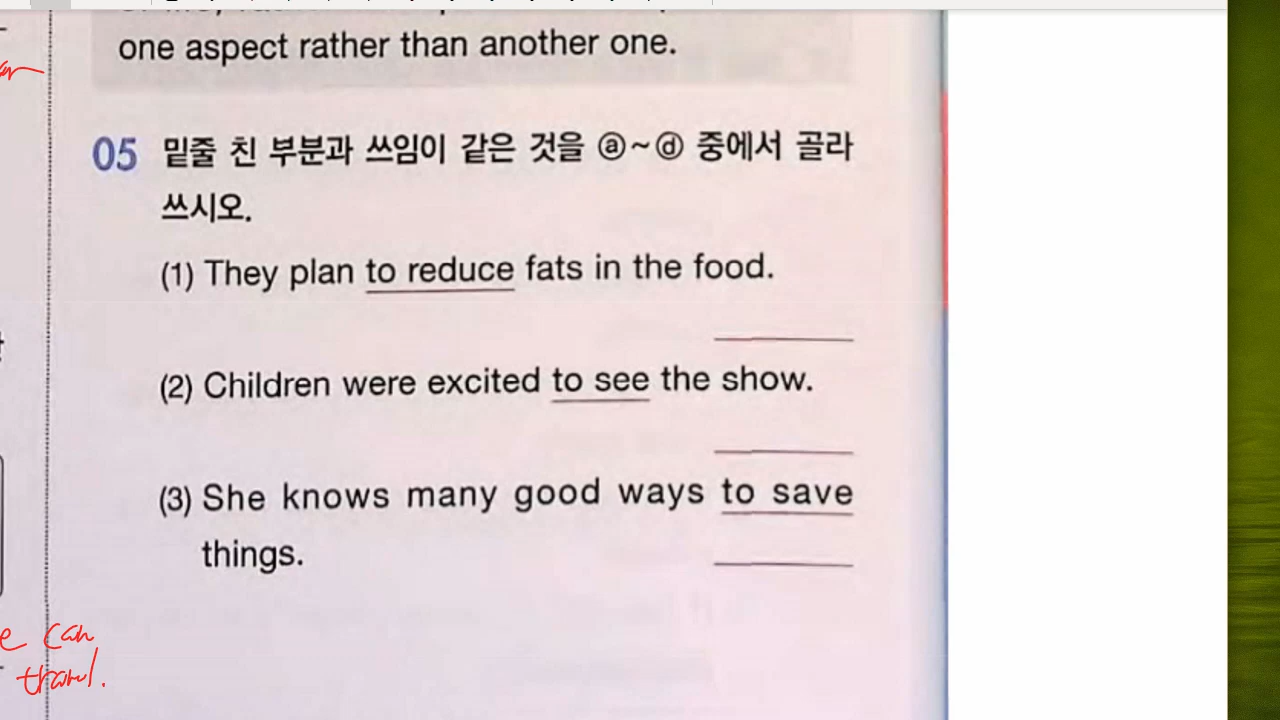 one aspect rather than another one.
05 밑줄 친 부분과 쓰임이 같은 것을 ⓐ~ⓓ 중에서 골라
쓰시오.
(1) They plan to reduce fats in the food.
(2) Children were excited to see the show.
(3) She knows many good ways to save
things.
e can